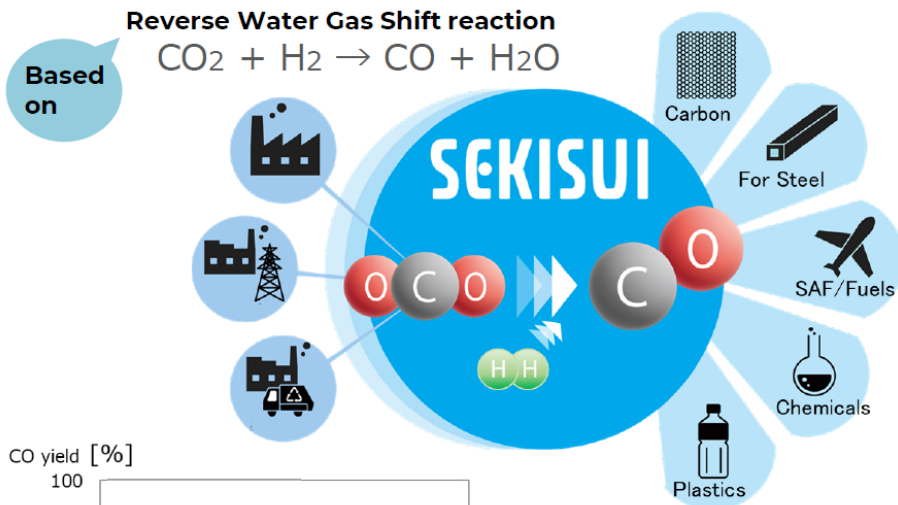 Reverse Water Gas Shift reaction
CO2 + H2 → CO + H2O
Based
on
SEKISUI
Carbon
For Steel
SAF/Fuels
Chemicals
Plastics
O C O
C O
H H
CO yield [%]
100